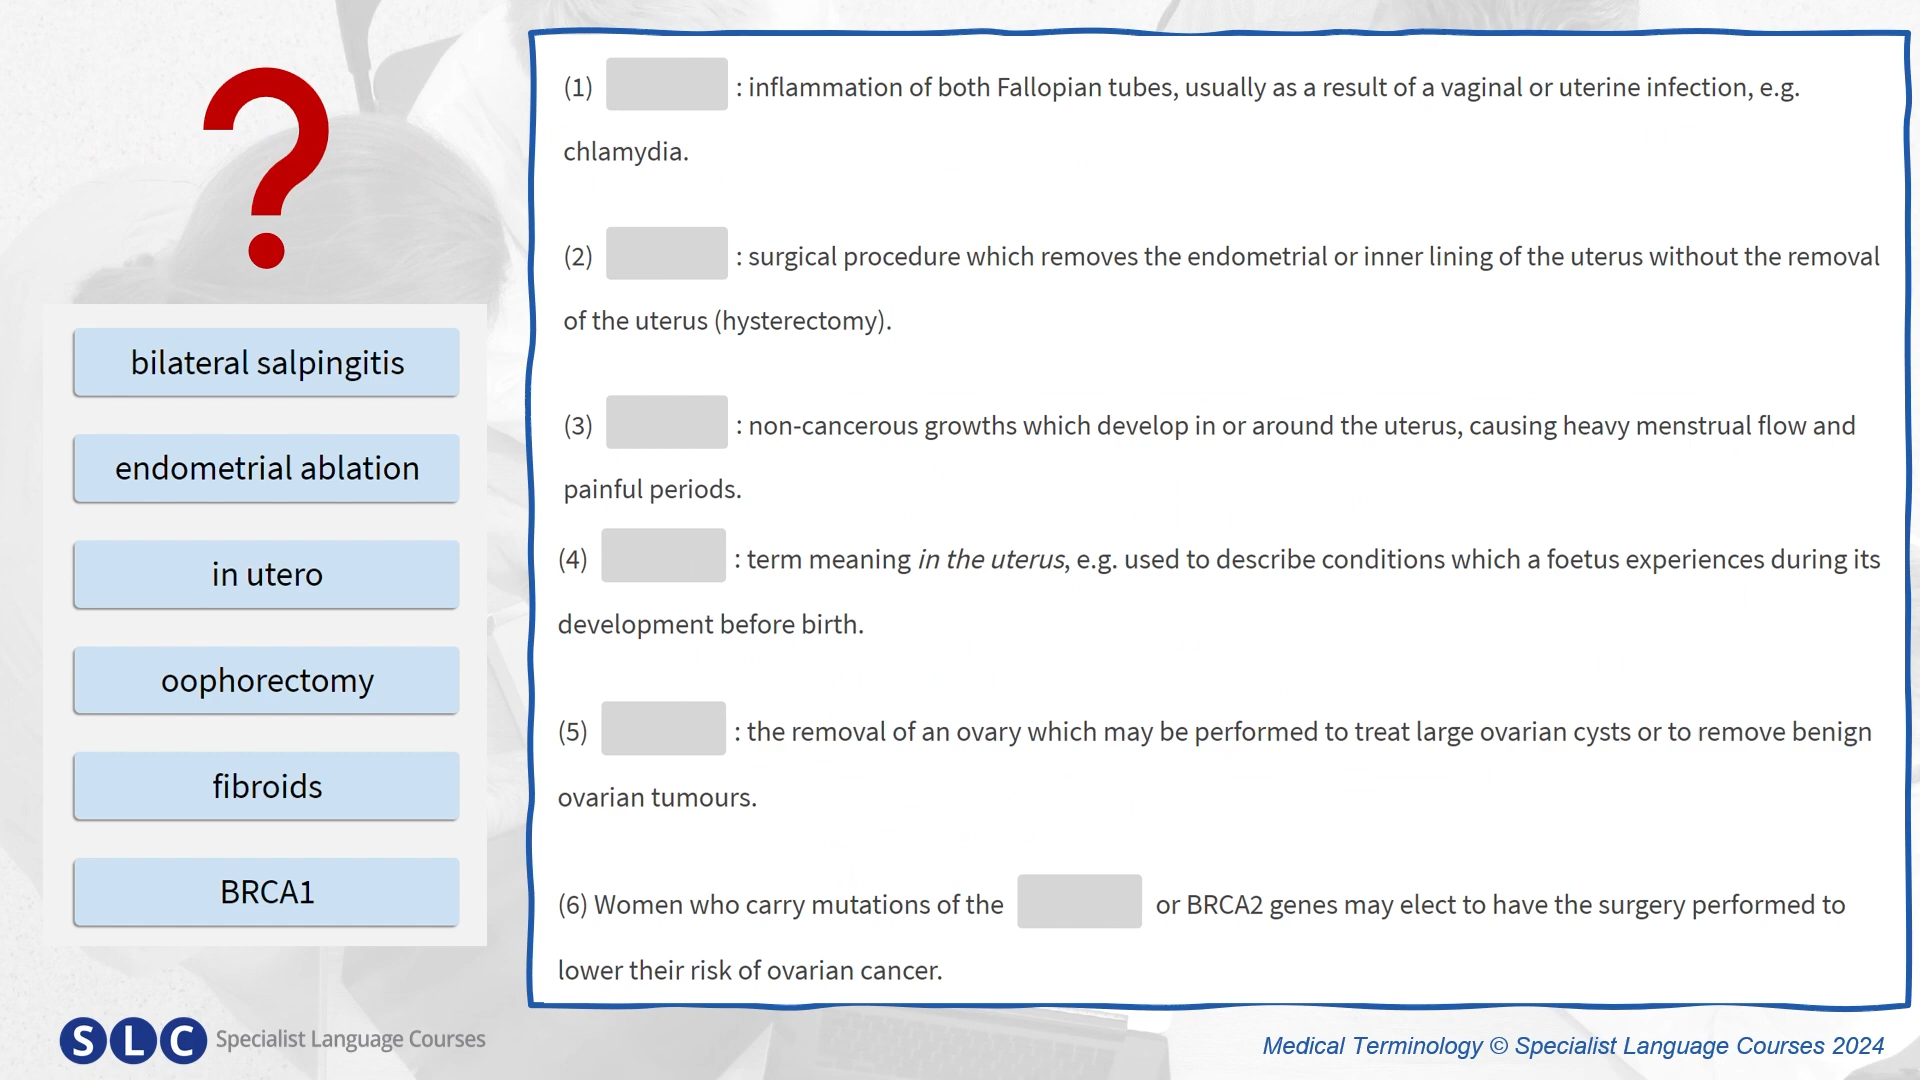 ?
bilateral salpingitis
endometrial ablation
in utero
oophorectomy
fibroids
BRCA1
(1) : inflammation of both Fallopian tubes, usually as a result of a vaginal or uterine infection, e.g.
chlamydia.
(2) : surgical procedure which removes the endometrial or inner lining of the uterus without the removal
of the uterus (hysterectomy).
(3) : non-cancerous growths which develop in or around the uterus, causing heavy menstrual flow and
painful periods.
(4) : term meaning in the uterus, e.g. used to describe conditions which a foetus experiences during its
development before birth.
(5) : the removal of an ovary which may be performed to treat large ovarian cysts or to remove benign
ovarian tumours.
(6) Women who carry mutations of the or BRCA2 genes may elect to have the surgery performed to
lower their risk of ovarian cancer.
SLC Specialist Language Courses
Medical Terminology © Specialist Language Courses 2024